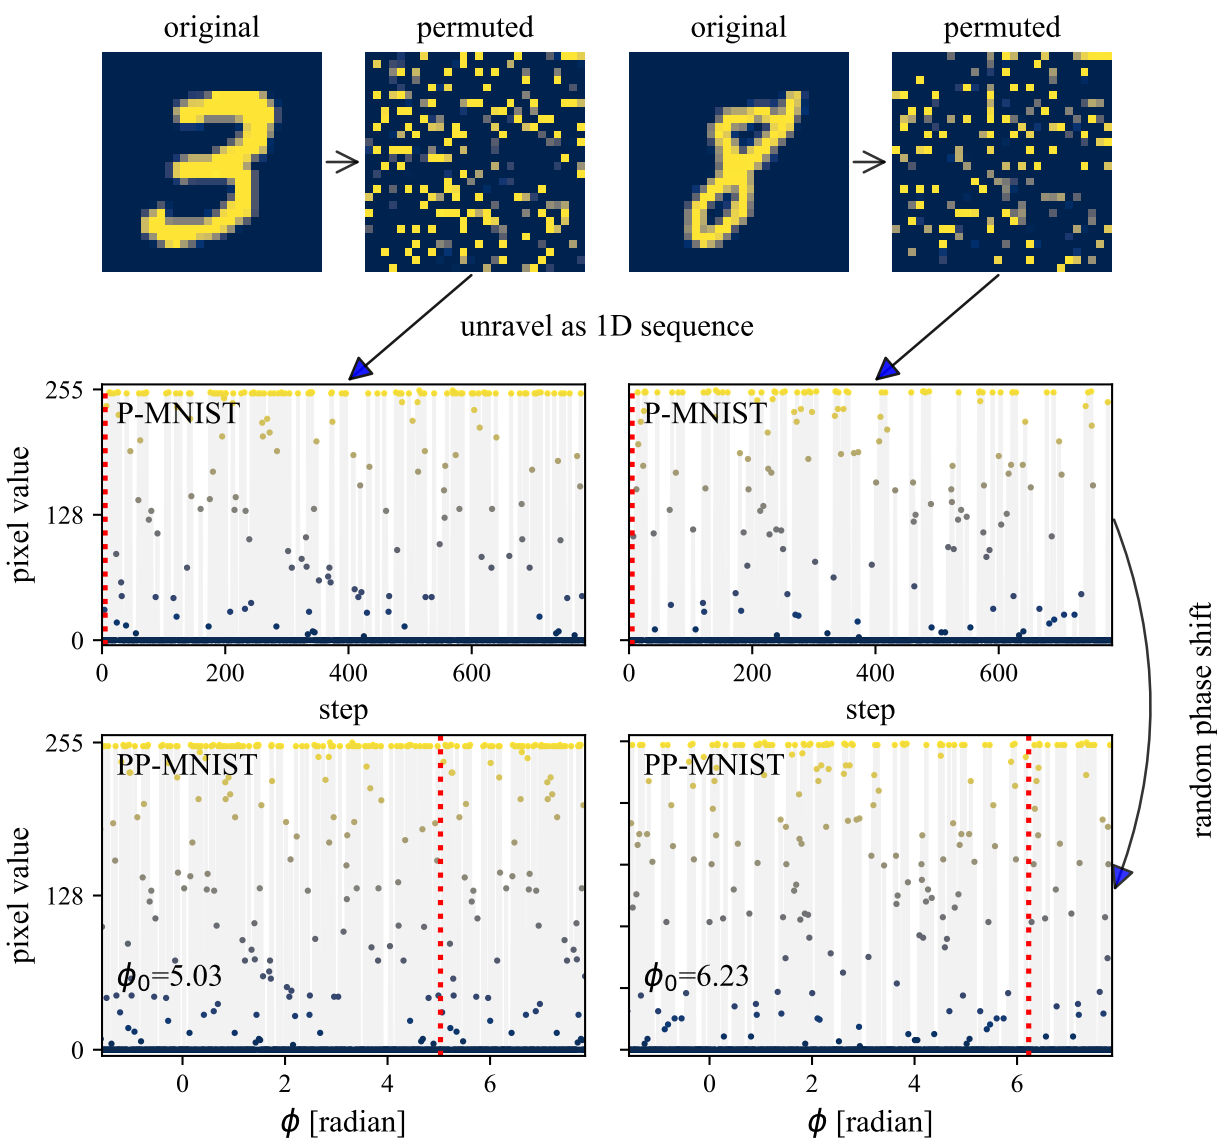 original permuted original permuted
unravel as 1D sequence
255
128
0
pixel value
P-MNIST
P-MNIST
0 200 400 600
0 200 400 600
step
step
random phase shift
255
128
0
pixel value
PP-MNIST
PP-MNIST
ϕ₀=5.03
ϕ₀=6.23
0 2 4 6
0 2 4 6
ϕ [radian]
ϕ [radian]